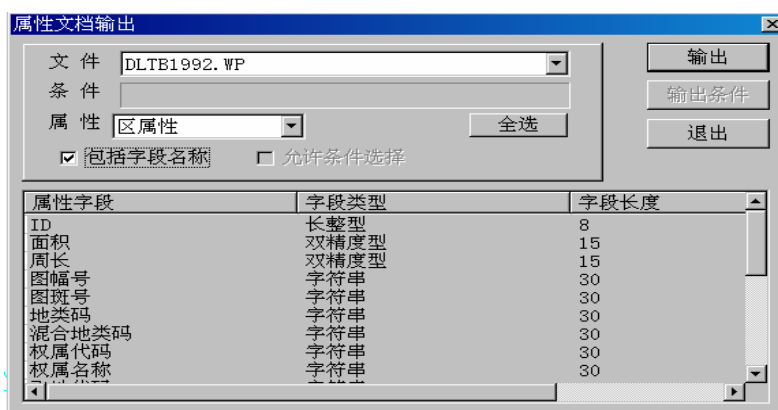 属性文档输出
文 件 DLTB1992.WP 输出
条 件 输出条件
属 性 区属性 全选 退出
包括字段名称 允许条件选择
属性字段 字段类型 字段长度
ID 长整型 8
面积 双精度型 15
周长 双精度型 15
图幅号 字符串 30
图斑号 字符串 30
地类码 字符串 30
混合地类码 字符串 30
权属代码 字符串 30
权属名称 字符串 30